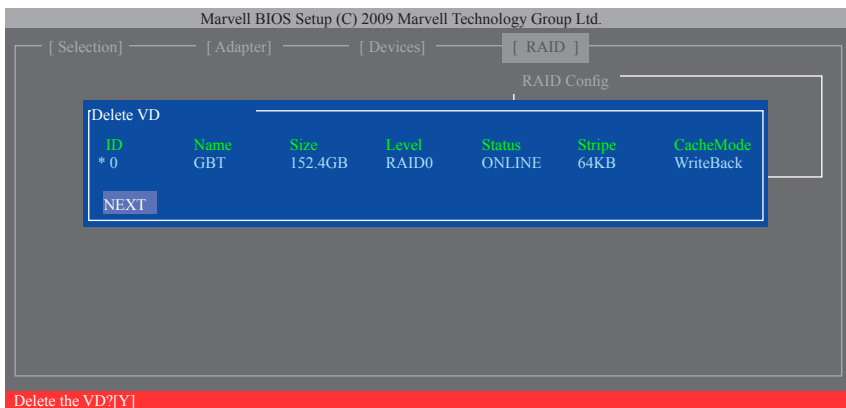 Marvell BIOS Setup (C) 2009 Marvell Technology Group Ltd.
[ Selection] [ Adapter] [ Devices] [ RAID ]
RAID Config
Delete VD
ID Name Size Level Status Stripe CacheMode
* 0 GBT 152.4GB RAID0 ONLINE 64KB WriteBack
NEXT
Delete the VD?[Y]